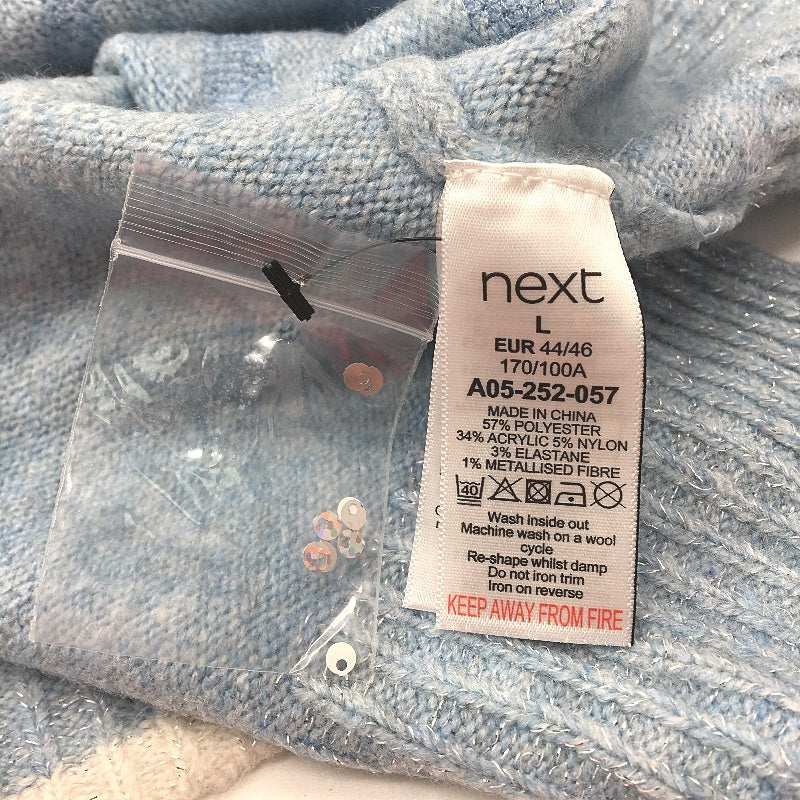 next
L
EUR 44/46
170/100A
A05-252-057
MADE IN CHINA
57% POLYESTER
34% ACRYLIC 5% NYLON
3% ELASTANE
1% METALLISED FIBRE
40
Wash inside out
Machine wash on a wool
cycle
Re-shape whilst damp
Do not iron trim
Iron on reverse
KEEP AWAY FROM FIRE